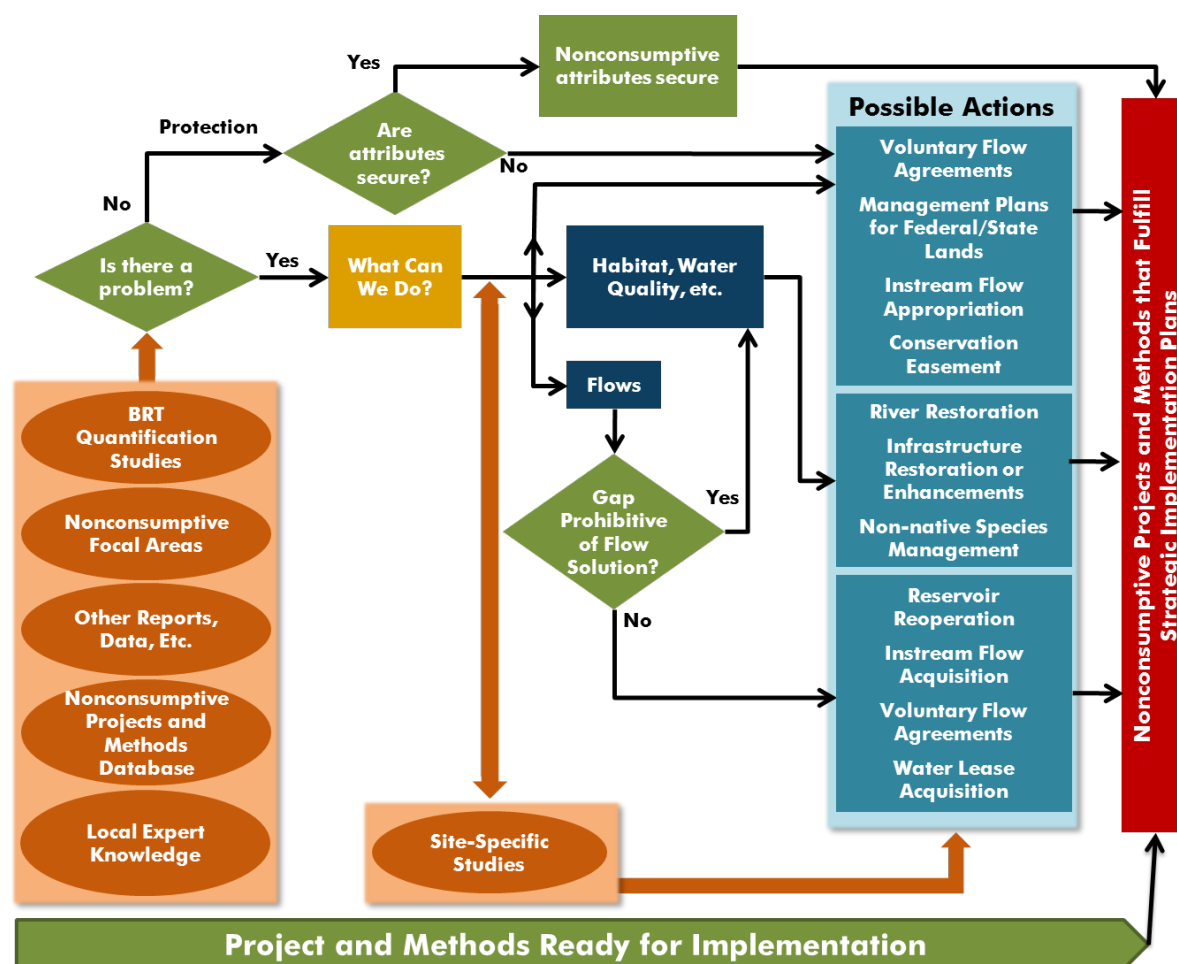 Yes
Nonconsumptive
attributes secure
Protection
Are
attributes
secure?
No
No
Is there a
problem?
Yes
What Can
We Do?
Habitat, Water
Quality, etc.
Flows
Gap
Prohibitive
of Flow
Solution?
Yes
No
BRT
Quantification
Studies
Nonconsumptive
Focal Areas
Other Reports,
Data, Etc.
Nonconsumptive
Projects and
Methods
Database
Local Expert
Knowledge
Site-Specific
Studies
Possible Actions
Voluntary Flow
Agreements
Management Plans
for Federal/State
Lands
Instream Flow
Appropriation
Conservation
Easement
River Restoration
Infrastructure
Restoration or
Enhancements
Non-native Species
Management
Reservoir
Reoperation
Instream Flow
Acquisition
Voluntary Flow
Agreements
Water Lease
Acquisition
Nonconsumptive Projects and Methods that Fulfill
Strategic Implementation Plans
Project and Methods Ready for Implementation